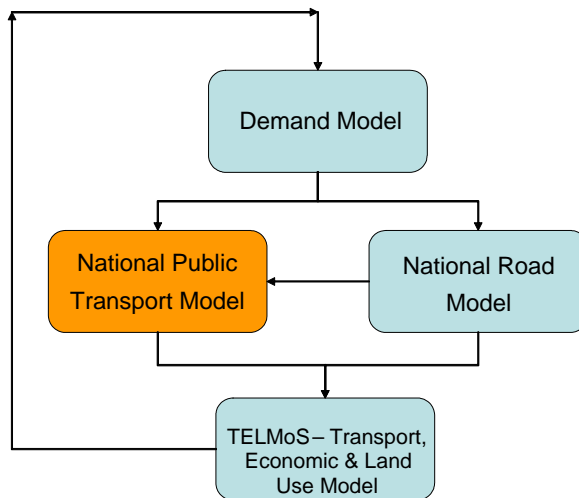 Demand Model
National Public
Transport Model
National Road
Model
TELMoS – Transport,
Economic & Land
Use Model